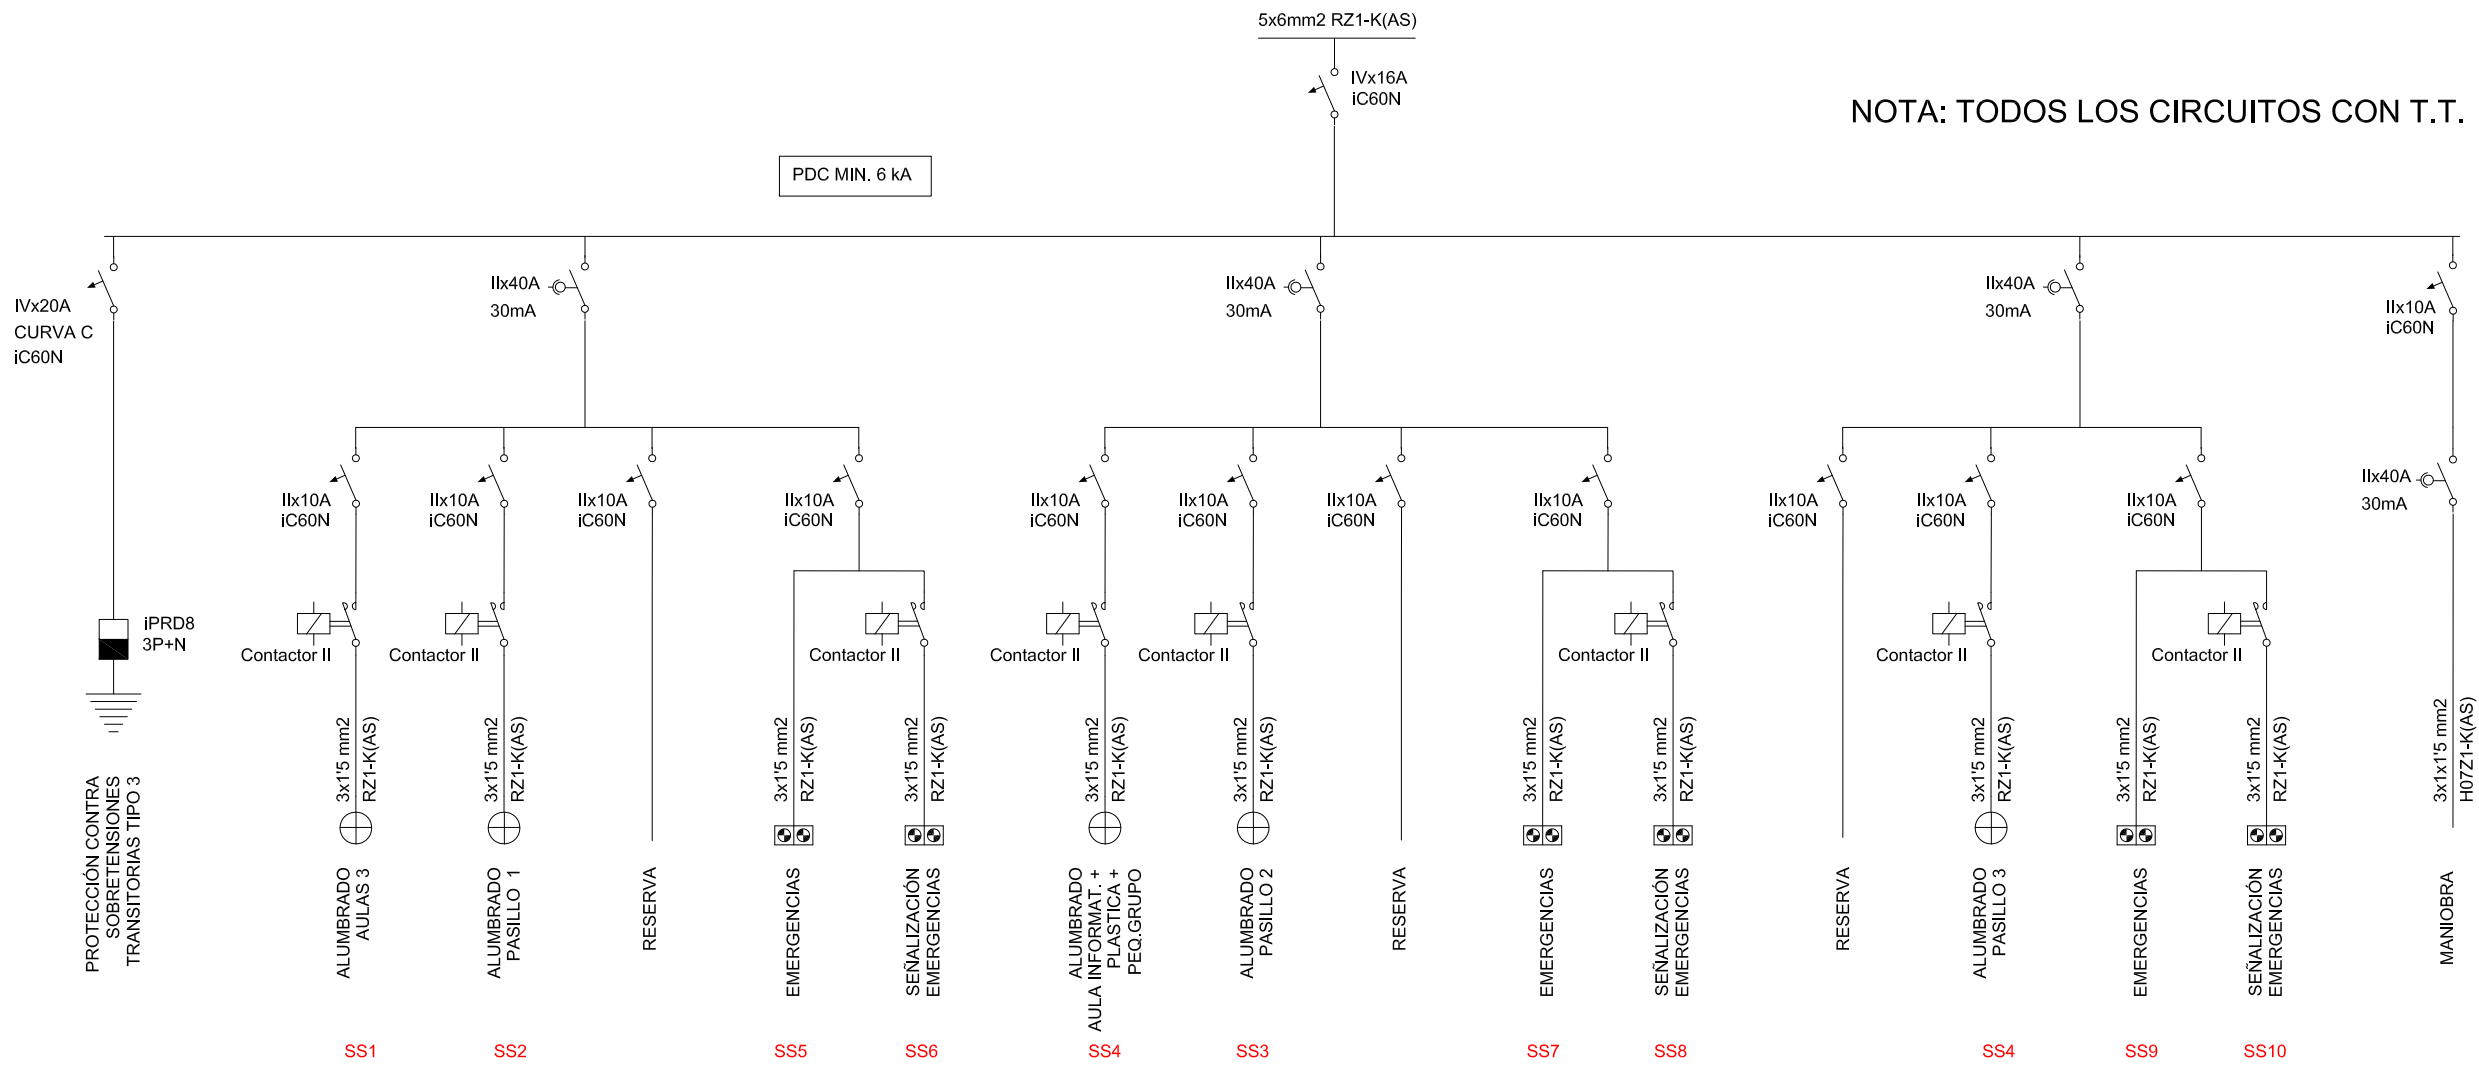 5x6mm2 RZ1-K(AS)
IVx16A
iC60N
NOTA: TODOS LOS CIRCUITOS CON T.T.
PDC MIN. 6 kA
IVx20A
CURVA C
iC60N
IIx40A
30mA
IIx40A
30mA
IIx40A
30mA
IIx10A
iC60N
IIx10A
iC60N
IIx10A
iC60N
IIx10A
iC60N
IIx10A
iC60N
IIx10A
iC60N
IIx10A
iC60N
IIx10A
iC60N
IIx10A
iC60N
IIx10A
iC60N
IIx10A
iC60N
IIx10A
iC60N
IIx40A
30mA
iPRD8
3P+N
Contactor II
Contactor II
Contactor II
Contactor II
Contactor II
Contactor II
Contactor II
Contactor II
3x1'5 mm2
RZ1-K(AS)
3x1'5 mm2
RZ1-K(AS)
3x1'5 mm2
RZ1-K(AS)
3x1'5 mm2
RZ1-K(AS)
3x1'5 mm2
RZ1-K(AS)
3x1'5 mm2
RZ1-K(AS)
3x1'5 mm2
RZ1-K(AS)
3x1'5 mm2
RZ1-K(AS)
3x1'5 mm2
RZ1-K(AS)
3x1'5 mm2
RZ1-K(AS)
3x1'5 mm2
RZ1-K(AS)
3x1x1'5 mm2
H07Z1-K(AS)
PROTECCIÓN CONTRA
SOBRETENSIONES
TRANSITORIAS TIPO 3
ALUMBRADO
AULAS 3
ALUMBRADO
PASILLO 1
RESERVA
EMERGENCIAS
SEÑALIZACIÓN
EMERGENCIAS
ALUMBRADO
AULA INFORMAT. +
PLASTICA +
PEQ.GRUPO
ALUMBRADO
PASILLO 2
RESERVA
EMERGENCIAS
SEÑALIZACIÓN
EMERGENCIAS
RESERVA
ALUMBRADO
PASILLO 3
EMERGENCIAS
SEÑALIZACIÓN
EMERGENCIAS
MANIOBRA
SS1
SS2
SS5
SS6
SS4
SS3
SS7
SS8
SS4
SS9
SS10